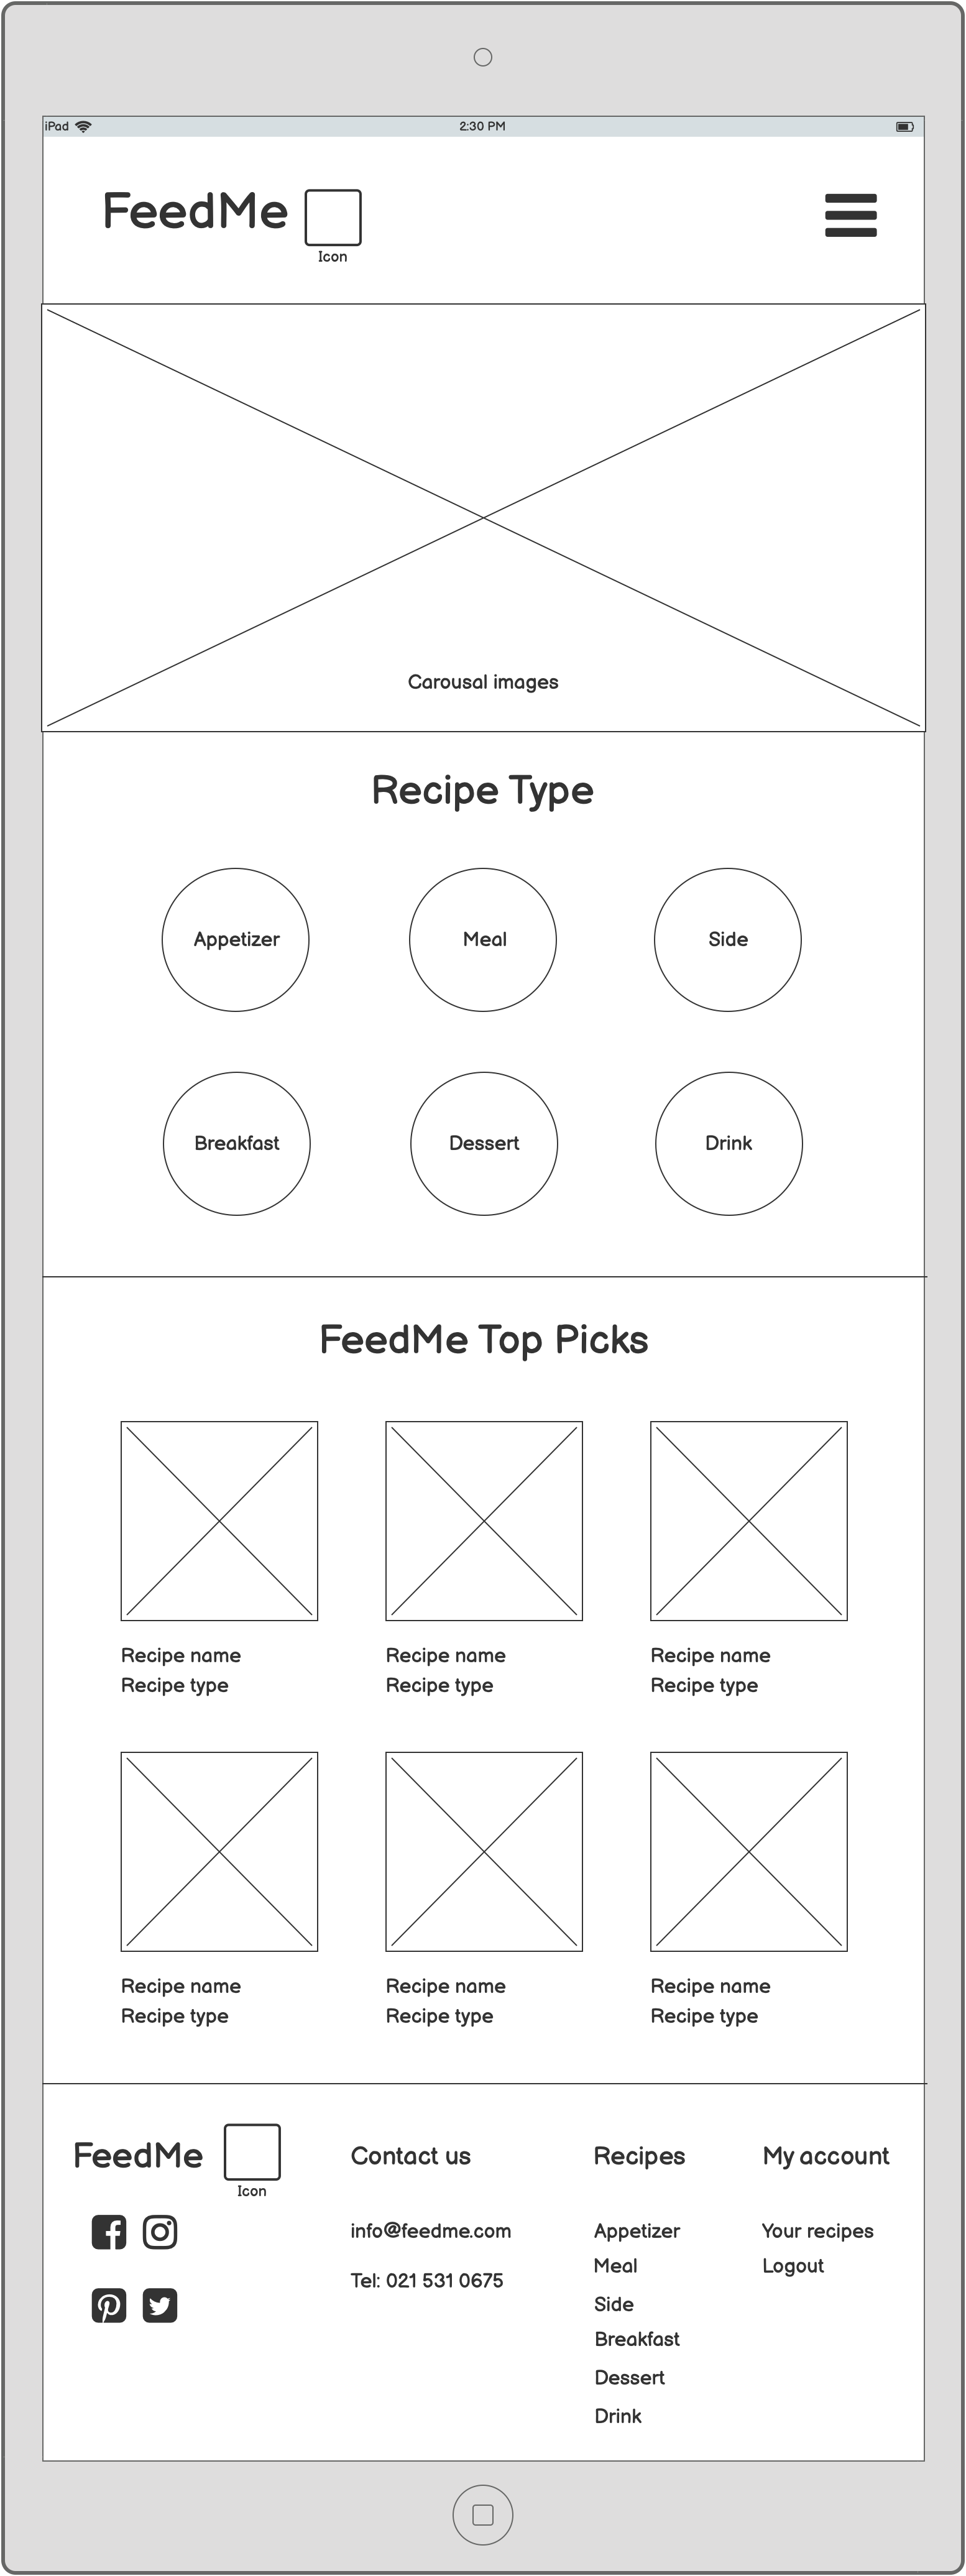 iPad 2:30 PM
FeedMe
Icon
Carousal images
Recipe Type
Appetizer Meal Side
Breakfast Dessert Drink
FeedMe Top Picks
Recipe name Recipe name Recipe name
Recipe type Recipe type Recipe type
Recipe name Recipe name Recipe name
Recipe type Recipe type Recipe type
FeedMe
Icon
Contact us
info@feedme.com
Tel: 021 531 0675
Recipes
Appetizer
Meal
Side
Breakfast
Dessert
Drink
My account
Your recipes
Logout